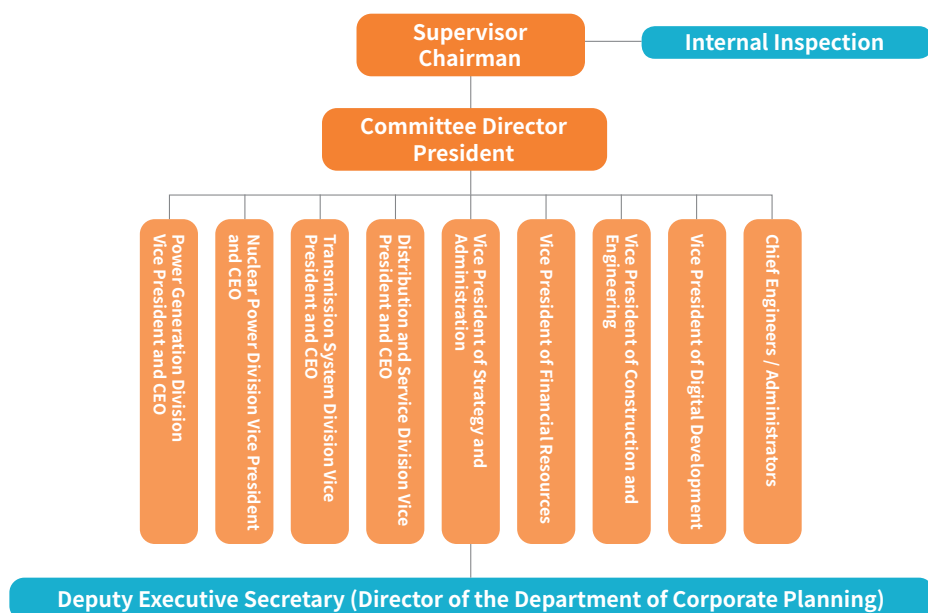 Supervisor
Chairman
Internal Inspection
Committee Director
President
Power Generation Division
Vice President and CEO
Nuclear Power Division Vice President
and CEO
Transmission System Division Vice
President and CEO
Distribution and Service Division Vice
President and CEO
Vice President of Strategy and
Administration
Vice President of Financial Resources
Vice President of Construction and
Engineering
Vice President of Digital Development
Chief Engineers / Administrators
Deputy Executive Secretary (Director of the Department of Corporate Planning)